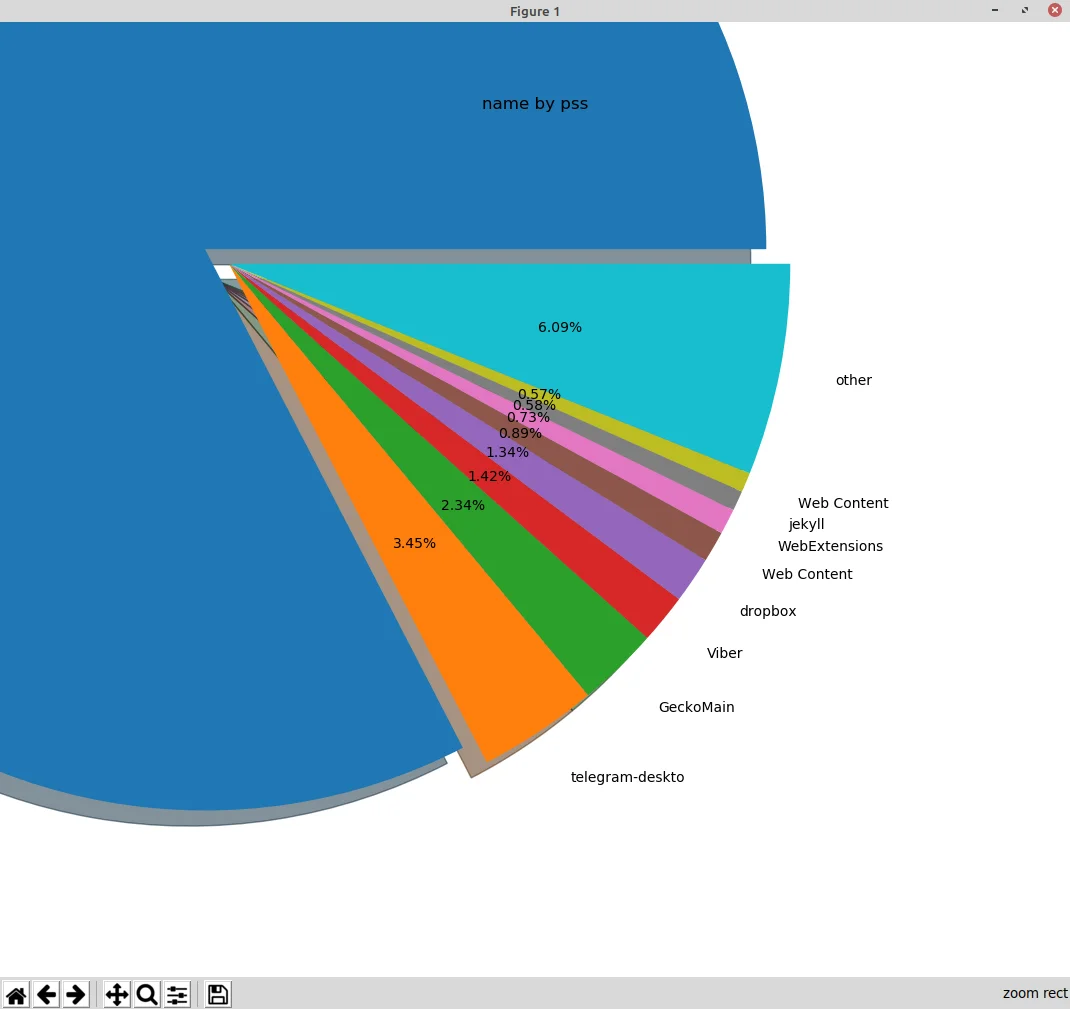 Figure 1
name by pss
6.09%
other
0.57%
0.58%
0.73%
0.89%
1.34%
1.42%
2.34%
3.45%
Web Content
jekyll
WebExtensions
Web Content
dropbox
Viber
GeckoMain
telegram-deskto
zoom rect